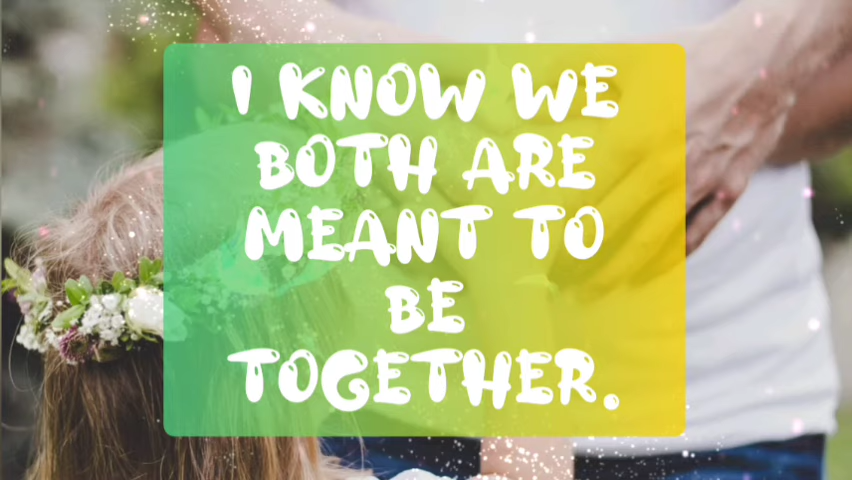 I KNOW WE
BOTH ARE
MEANT TO
BE
TOGETHER.